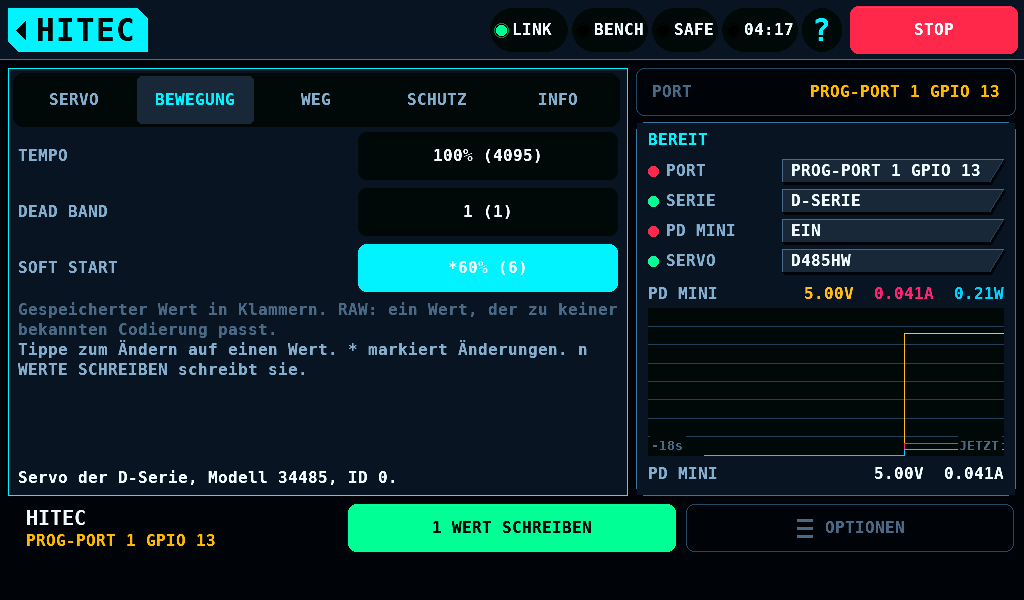 HITEC
LINK
BENCH
SAFE
04:17
?
STOP
SERVO
BEWEGUNG
WEG
SCHUTZ
INFO
TEMPO
100% (4095)
DEAD BAND
1 (1)
SOFT START
*60% (6)
Gespeicherter Wert in Klammern. RAW: ein Wert, der zu keiner
bekannten Codierung passt.
Tippe zum Ändern auf einen Wert. * markiert Änderungen. n
WERTE SCHREIBEN schreibt sie.
Servo der D-Serie, Modell 34485, ID 0.
PORT
PROG-PORT 1 GPIO 13
BEREIT
PORT
PROG-PORT 1 GPIO 13
SERIE
D-SERIE
PD MINI
EIN
SERVO
D485HW
PD MINI
5.00V
0.041A
0.21W
-18s
JETZT
PD MINI
5.00V
0.041A
HITEC
PROG-PORT 1 GPIO 13
1 WERT SCHREIBEN
OPTIONEN